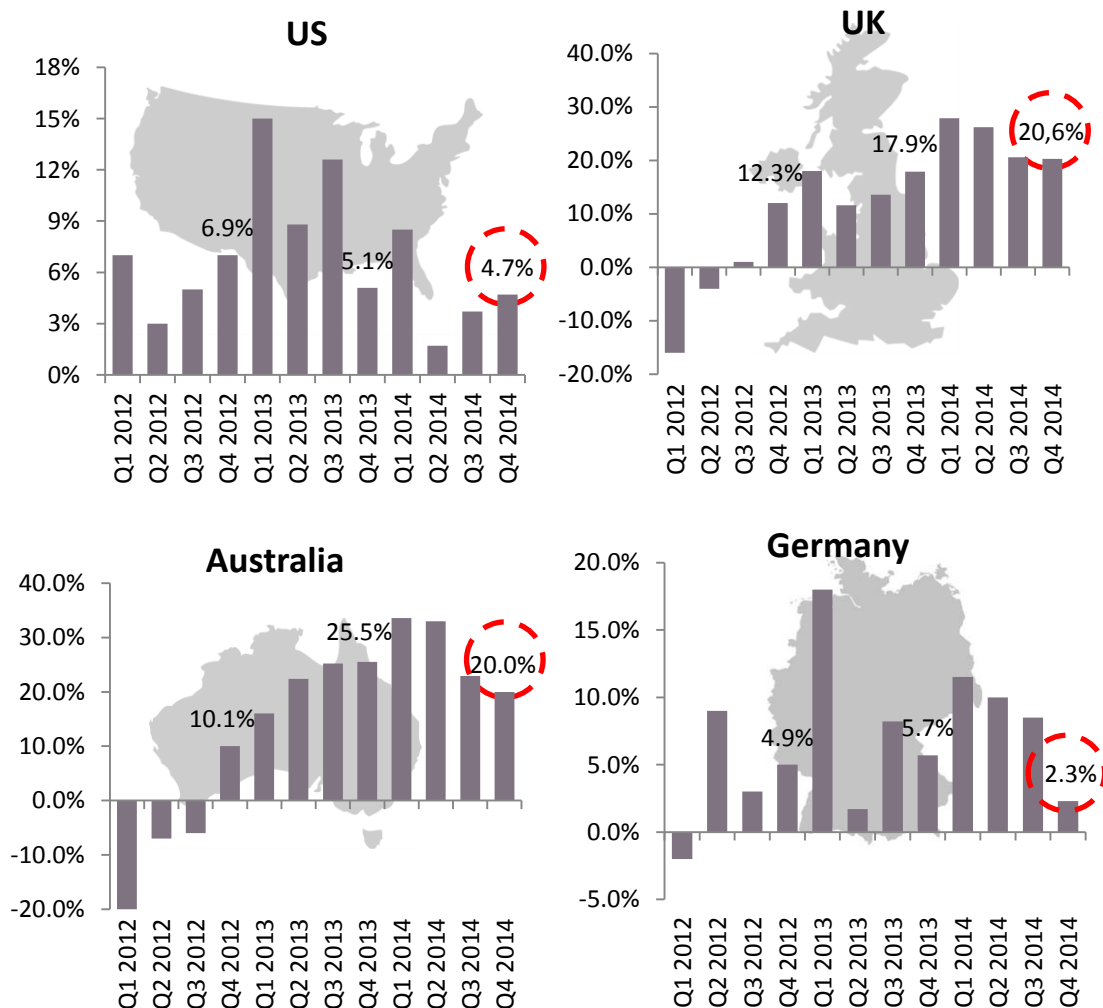 US
18%
15%
12%
9%
6%
3%
0%
6.9%
5.1%
4.7%
Q1 2012
Q2 2012
Q3 2012
Q4 2012
Q1 2013
Q2 2013
Q3 2013
Q4 2013
Q1 2014
Q2 2014
Q3 2014
Q4 2014
UK
40.0%
30.0%
20.0%
10.0%
0.0%
-10.0%
-20.0%
12.3%
17.9%
20,6%
Q1 2012
Q2 2012
Q3 2012
Q4 2012
Q1 2013
Q2 2013
Q3 2013
Q4 2013
Q1 2014
Q2 2014
Q3 2014
Q4 2014
Australia
40.0%
30.0%
20.0%
10.0%
0.0%
-10.0%
-20.0%
10.1%
25.5%
20.0%
Q1 2012
Q2 2012
Q3 2012
Q4 2012
Q1 2013
Q2 2013
Q3 2013
Q4 2013
Q1 2014
Q2 2014
Q3 2014
Q4 2014
Germany
20.0%
15.0%
10.0%
5.0%
0.0%
-5.0%
4.9%
5.7%
2.3%
Q1 2012
Q2 2012
Q3 2012
Q4 2012
Q1 2013
Q2 2013
Q3 2013
Q4 2013
Q1 2014
Q2 2014
Q3 2014
Q4 2014